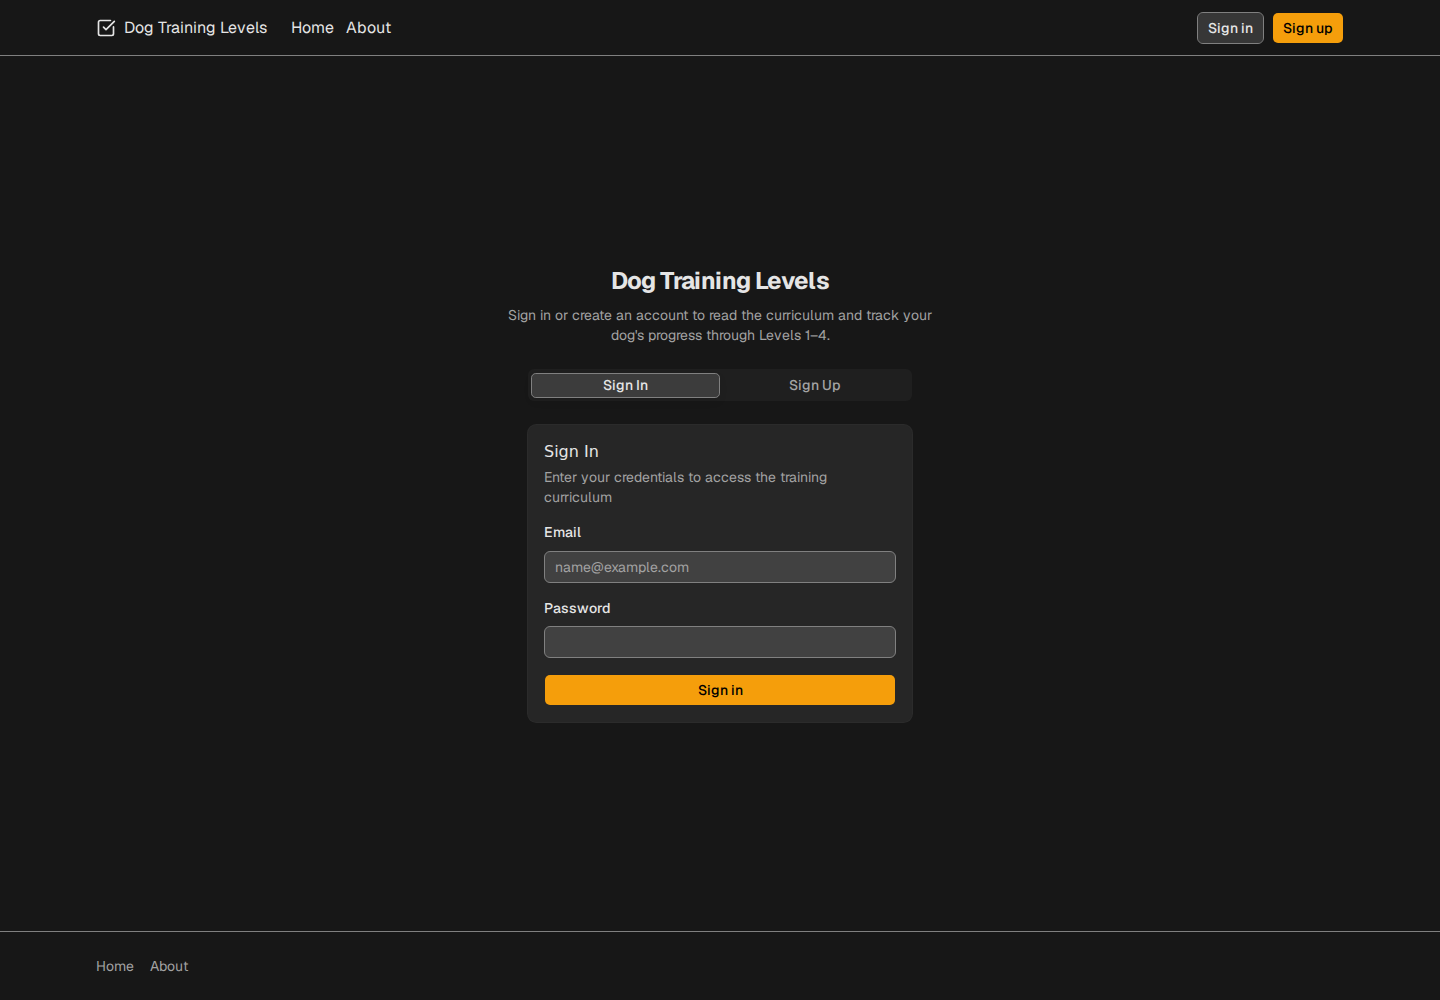 Dog Training Levels
Home
About
Sign in
Sign up
Dog Training Levels
Sign in or create an account to read the curriculum and track your
dog's progress through Levels 1–4.
Sign In
Sign Up
Sign In
Enter your credentials to access the training
curriculum
Email
name@example.com
Password
Sign in
Home
About